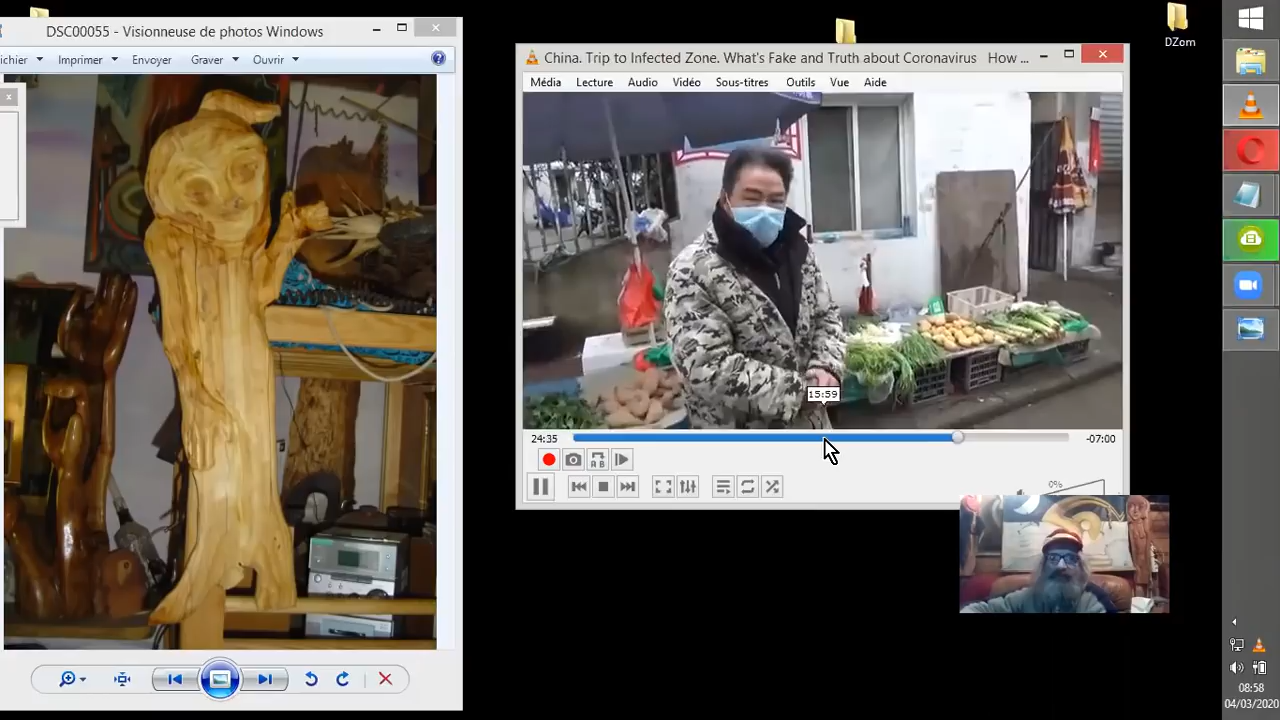 DSC00055 - Visionneuse de photos Windows
ichier
Imprimer
Envoyer
Graver
Ouvrir
DZom
China. Trip to Infected Zone. What's Fake and Truth about Coronavirus How ...
Média Lecture Audio Vidéo Sous-titres Outils Vue Aide
15:59
24:35
-07:00
A B
0%
08:58
04/03/2020